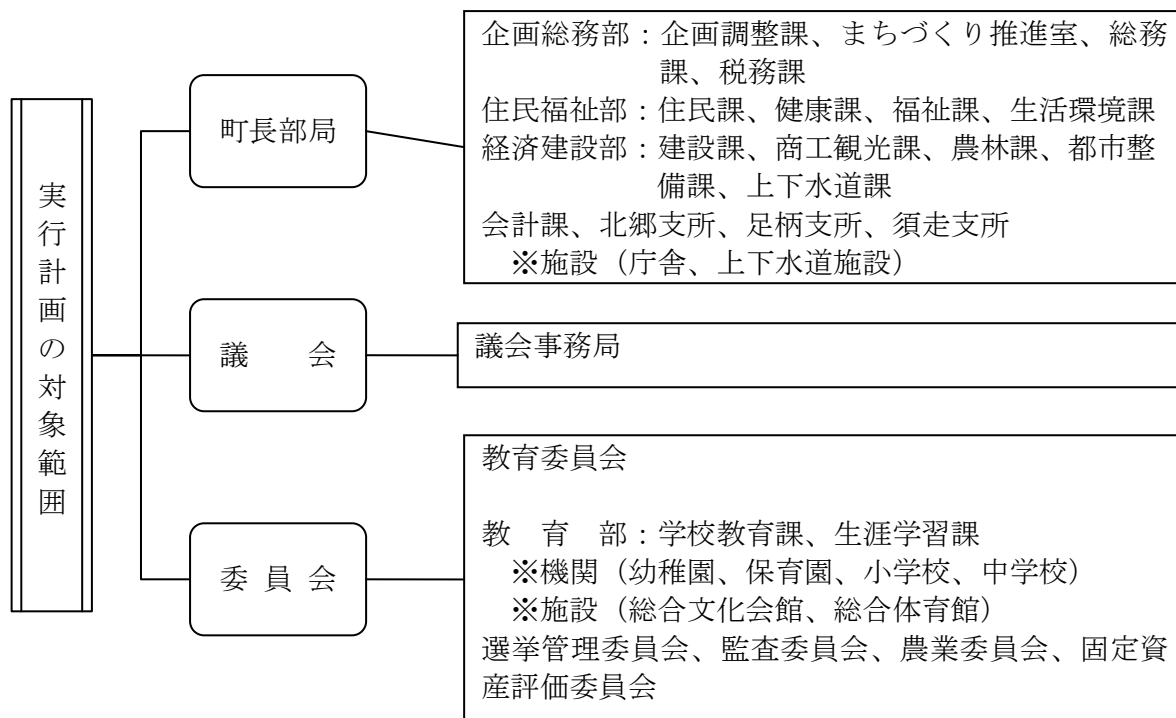 実行計画の対象範囲
町長部局
企画総務部：企画調整課、まちづくり推進室、総務
課、税務課
住民福祉部：住民課、健康課、福祉課、生活環境課
経済建設部：建設課、商工観光課、農林課、都市整
備課、上下水道課
会計課、北郷支所、足柄支所、須走支所
※施設（庁舎、上下水道施設）
議　　会
議会事務局
委 員 会
教育委員会
教　育　部：学校教育課、生涯学習課
※機関（幼稚園、保育園、小学校、中学校）
※施設（総合文化会館、総合体育館）
選挙管理委員会、監査委員会、農業委員会、固定資
産評価委員会